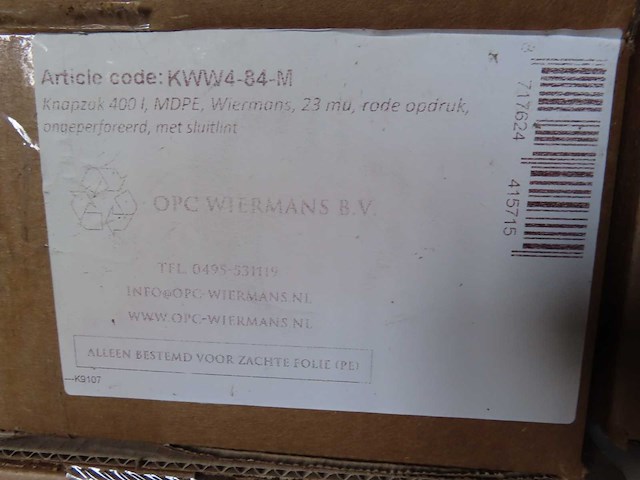 Article code: KWW4-84-M
Knapzak 400 l, MDPE, Wiermans, 23 mu, rode opdruk,
ongeperforeerd, met sluitlint
OPC WIERMANS B.V.
TEL. 0495-531119
INFO@OPC-WIERMANS.NL
WWW.OPC-WIERMANS.NL
ALLEEN BESTEMD VOOR ZACHTE FOLIE (PE)
K9107
8 717624 415715